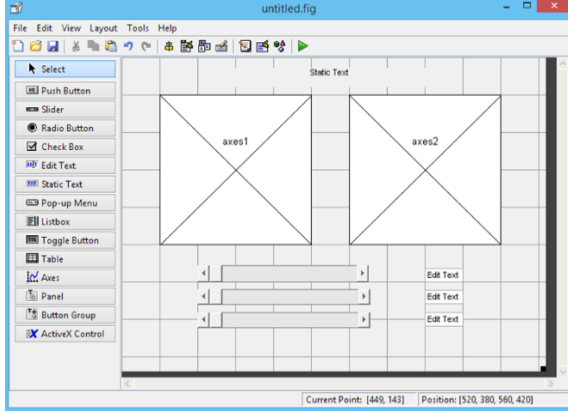 untitled.fig
File Edit View Layout Tools Help
Select
Push Button
Slider
Radio Button
Check Box
Edit Text
Static Text
Pop-up Menu
Listbox
Toggle Button
Table
Axes
Panel
Button Group
ActiveX Control
Static Text
axes1 axes2
Edit Text
Edit Text
Edit Text
Current Point: [449, 143] Position: [520, 380, 560, 420]